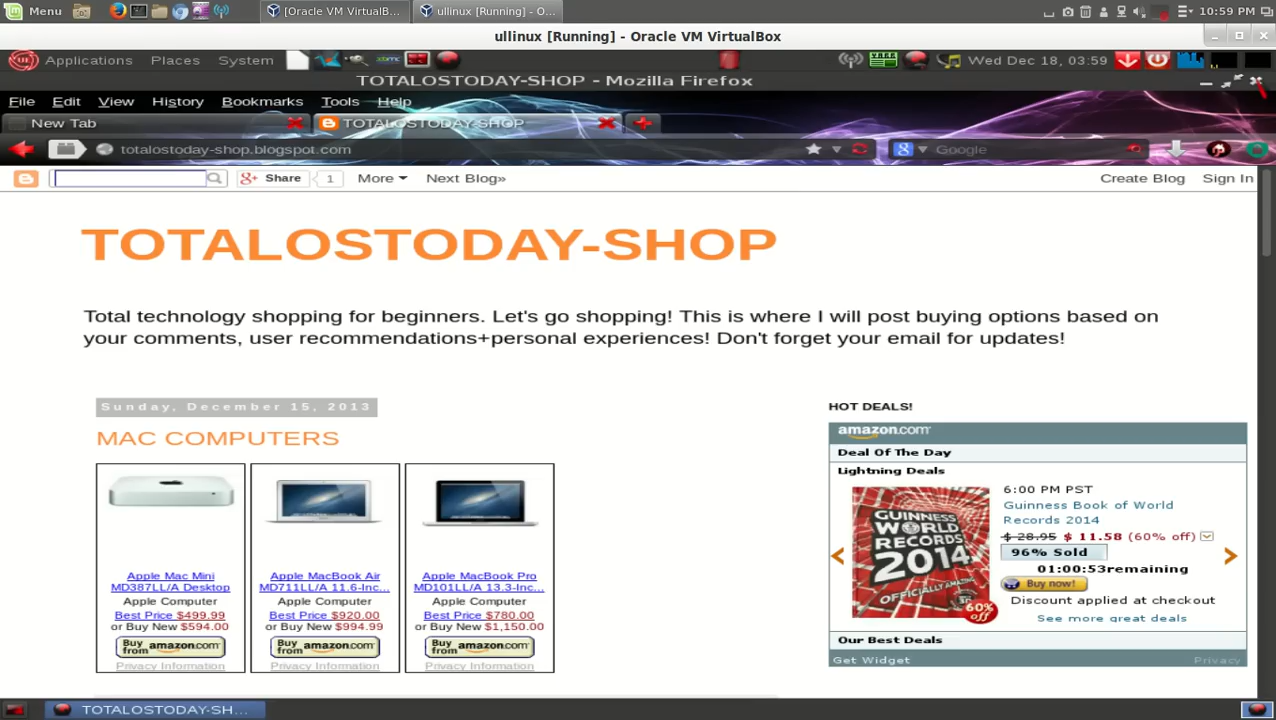 Menu
[Oracle VM VirtualB...
ullinux [Running] - O...
10:59 PM
ullinux [Running] - Oracle VM VirtualBox
Applications Places System
Wed Dec 18, 03:59
TOTALOSTODAY-SHOP - Mozilla Firefox
File Edit View History Bookmarks Tools Help
New Tab
TOTALOSTODAY-SHOP
totalostoday-shop.blogspot.com
Google
Share 1 More Next Blog» Create Blog Sign In
TOTALOSTODAY-SHOP
Total technology shopping for beginners. Let's go shopping! This is where I will post buying options based on
your comments, user recommendations+personal experiences! Don't forget your email for updates!
Sunday, December 15, 2013
MAC COMPUTERS
Apple Mac Mini
MD387LL/A Desktop
Apple Computer
Best Price $499.99
or Buy New $594.00
Buy from amazon.com
Privacy Information
Apple MacBook Air
MD711LL/A 11.6-Inc...
Apple Computer
Best Price $920.00
or Buy New $994.99
Buy from amazon.com
Privacy Information
Apple MacBook Pro
MD101LL/A 13.3-Inc...
Apple Computer
Best Price $780.00
or Buy New $1,150.00
Buy from amazon.com
Privacy Information
HOT DEALS!
amazon.com
Deal Of The Day
Lightning Deals
GUINNESS
WORLD
RECORDS
2014
OFFICIALLY AMAZING
60%
off
6:00 PM PST
Guinness Book of World
Records 2014
$ 28.95 $ 11.58 (60% off)
96% Sold
01:00:53remaining
Buy now!
Discount applied at checkout
See more great deals
Our Best Deals
Get Widget Privacy
TOTALOSTODAY-SH...